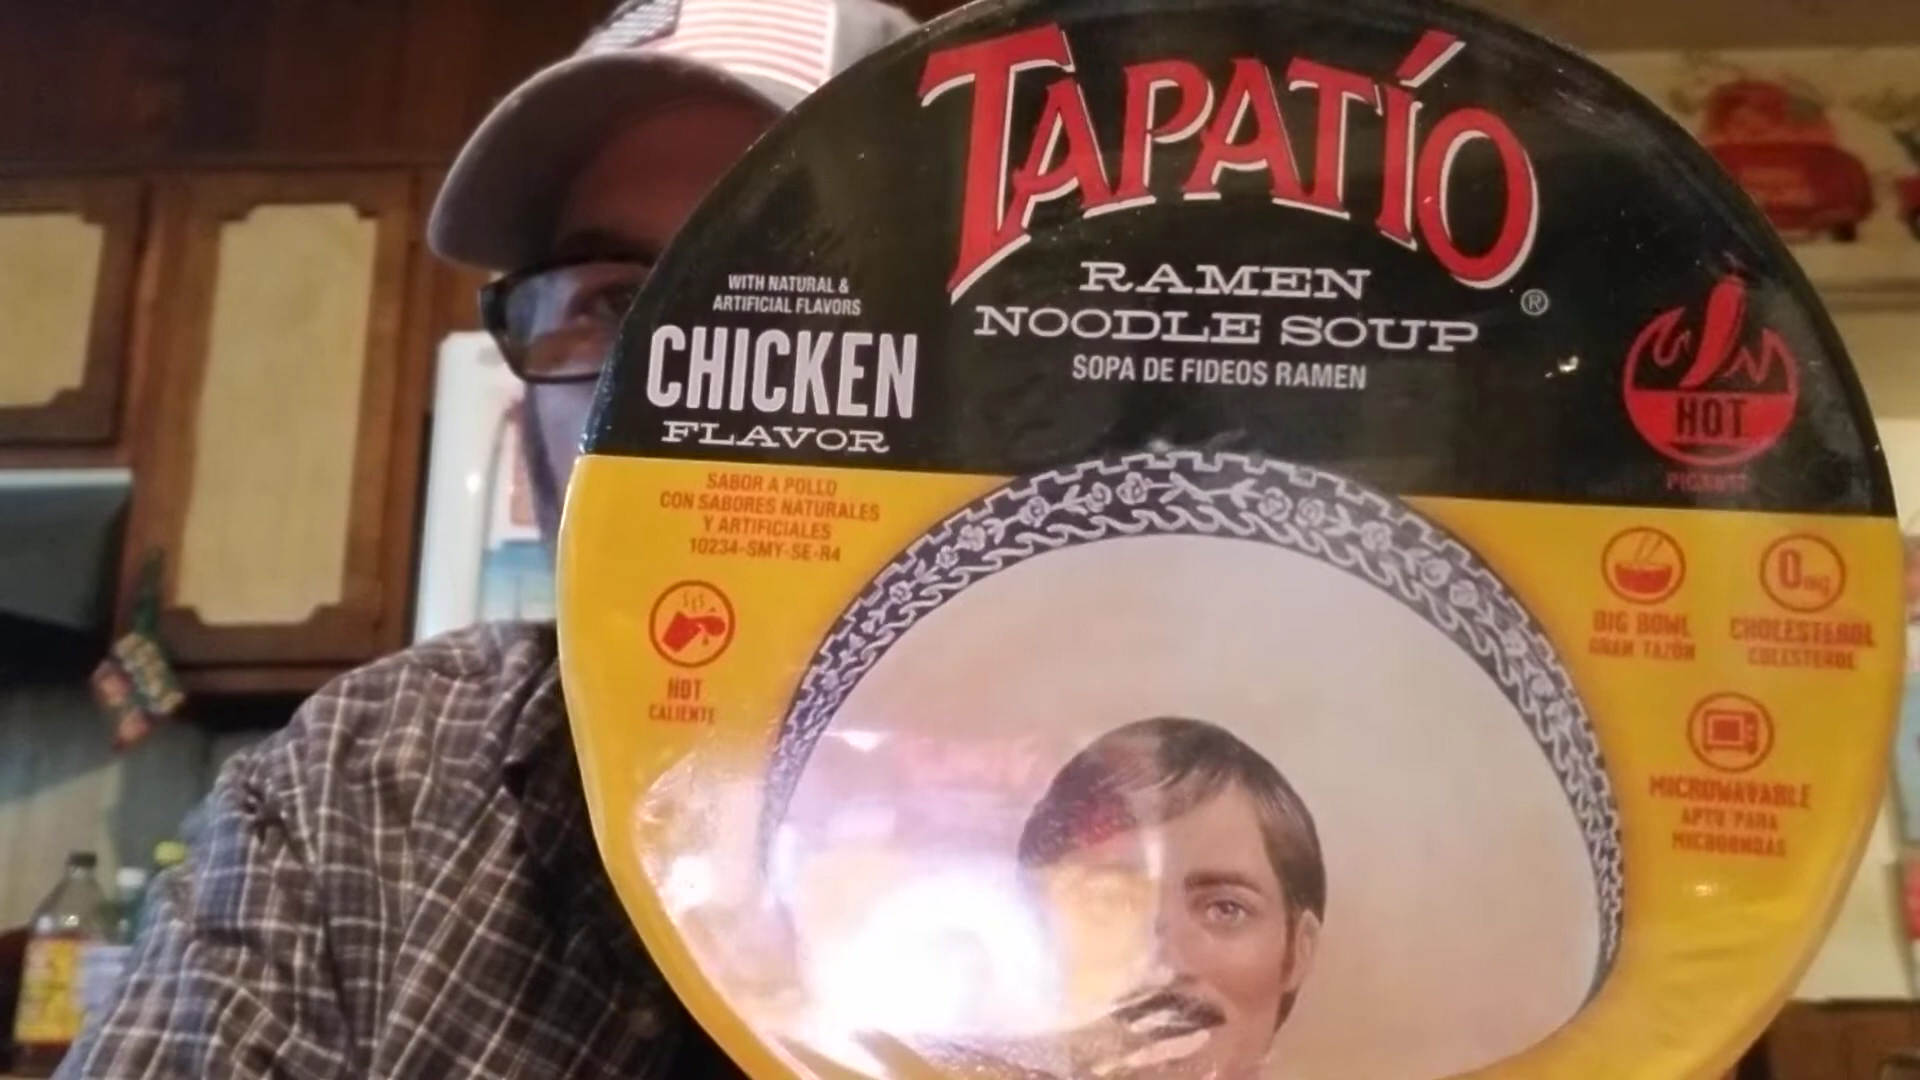 TAPATÍO
®
RAMEN
NOODLE SOUP
SOPA DE FIDEOS RAMEN
WITH NATURAL &
ARTIFICIAL FLAVORS
CHICKEN
FLAVOR
HOT
PICANTE
SABOR A POLLO
CON SABORES NATURALES
Y ARTIFICIALES
10234-SMY-SE-R4
HOT
CALIENTE
BIG BOWL
GRAN TAZÓN
0mg
CHOLESTEROL
COLESTEROL
MICROWAVABLE
APTO PARA
MICROONDAS